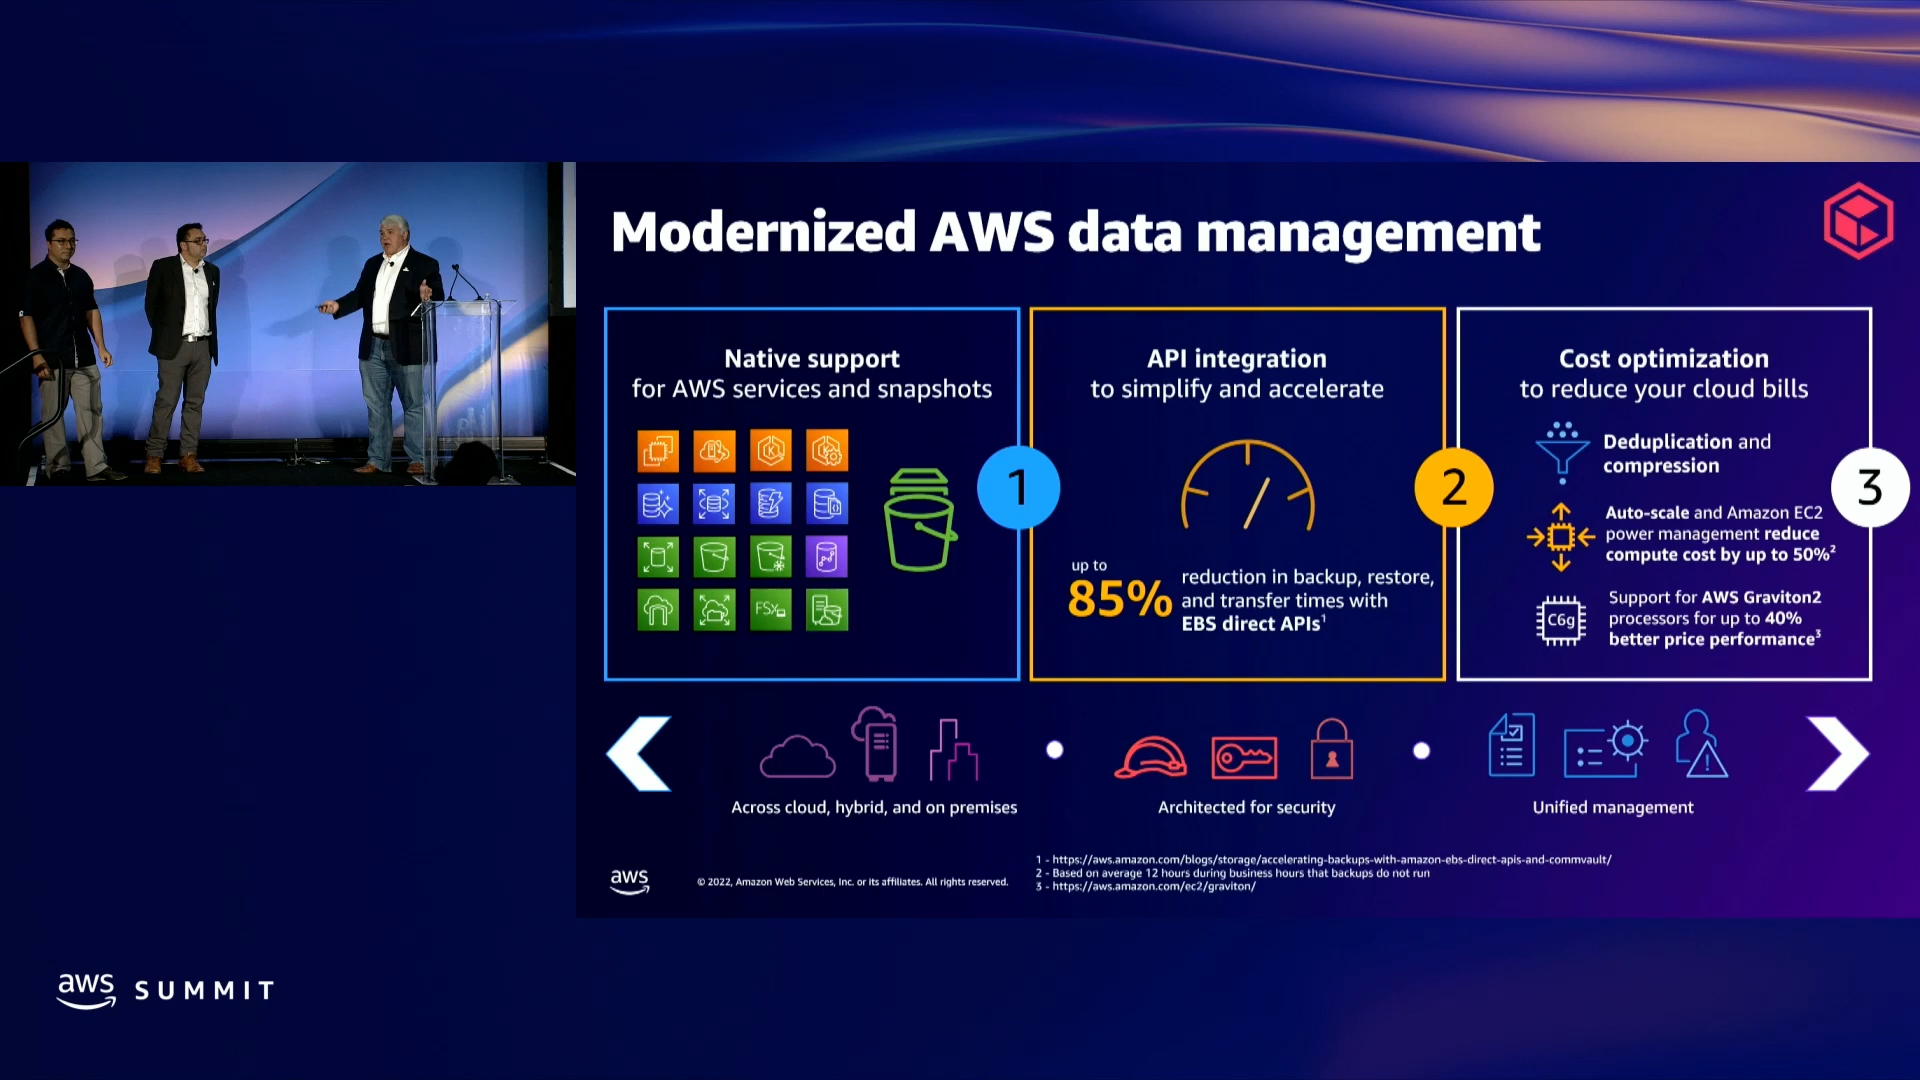 Modernized AWS data management
Native support
for AWS services and snapshots
FSx
1
API integration
to simplify and accelerate
up to
85%
reduction in backup, restore,
and transfer times with
EBS direct APIs1
2
Cost optimization
to reduce your cloud bills
Deduplication and
compression
Auto-scale and Amazon EC2
power management reduce
compute cost by up to 50%2
C6g
Support for AWS Graviton2
processors for up to 40%
better price performance3
3
Across cloud, hybrid, and on premises
Architected for security
Unified management
aws
© 2022, Amazon Web Services, Inc. or its affiliates. All rights reserved.
1 - https://aws.amazon.com/blogs/storage/accelerating-backups-with-amazon-ebs-direct-apis-and-commvault/
2 - Based on average 12 hours during business hours that backups do not run
3 - https://aws.amazon.com/ec2/graviton/
aws SUMMIT